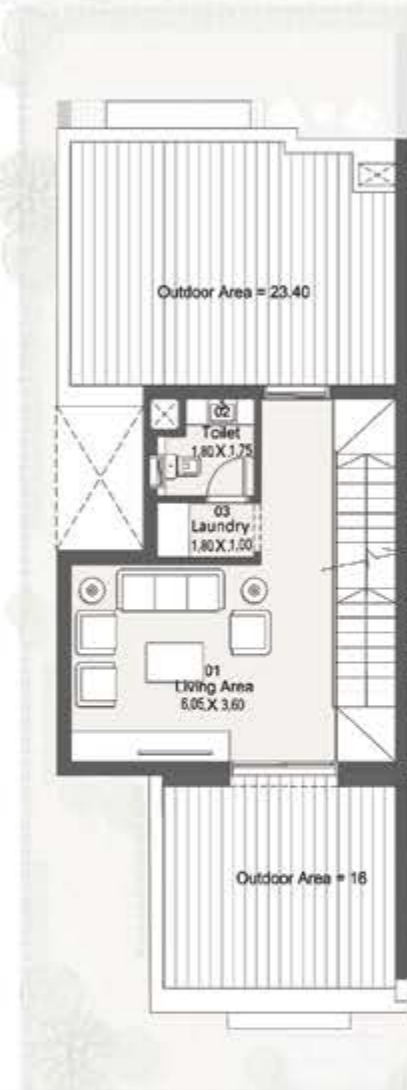 Outdoor Area = 23.40
02
Toilet
1,80 X 1,75
03
Laundry
1,80 X 1,00
01
Living Area
6,05 X 3,60
Outdoor Area = 16